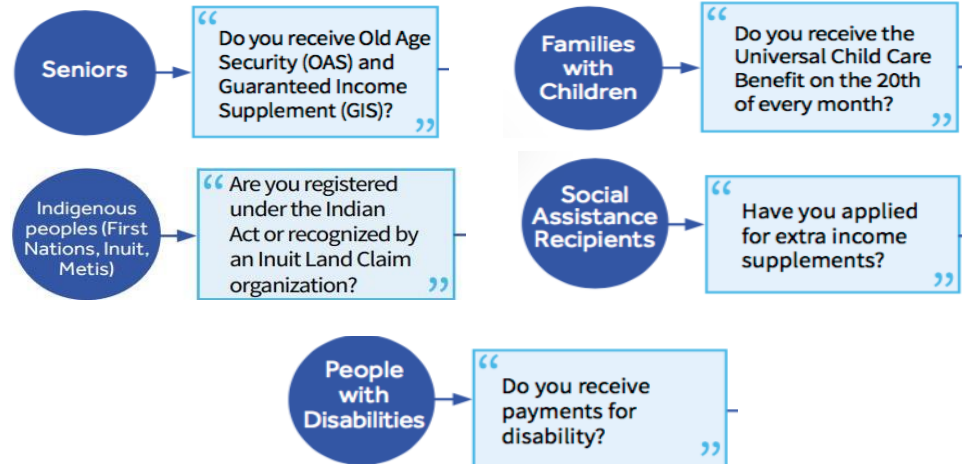 Seniors
“
Do you receive Old Age
Security (OAS) and
Guaranteed Income
Supplement (GIS)?
”
Families
with
Children
“
Do you receive the
Universal Child Care
Benefit on the 20th
of every month?
”
Indigenous
peoples (First
Nations, Inuit,
Metis)
“ Are you registered
under the Indian
Act or recognized by
an Inuit Land Claim
organization? ”
Social
Assistance
Recipients
“
Have you applied
for extra income
supplements?
”
People
with
Disabilities
“
Do you receive
payments for
disability?
”